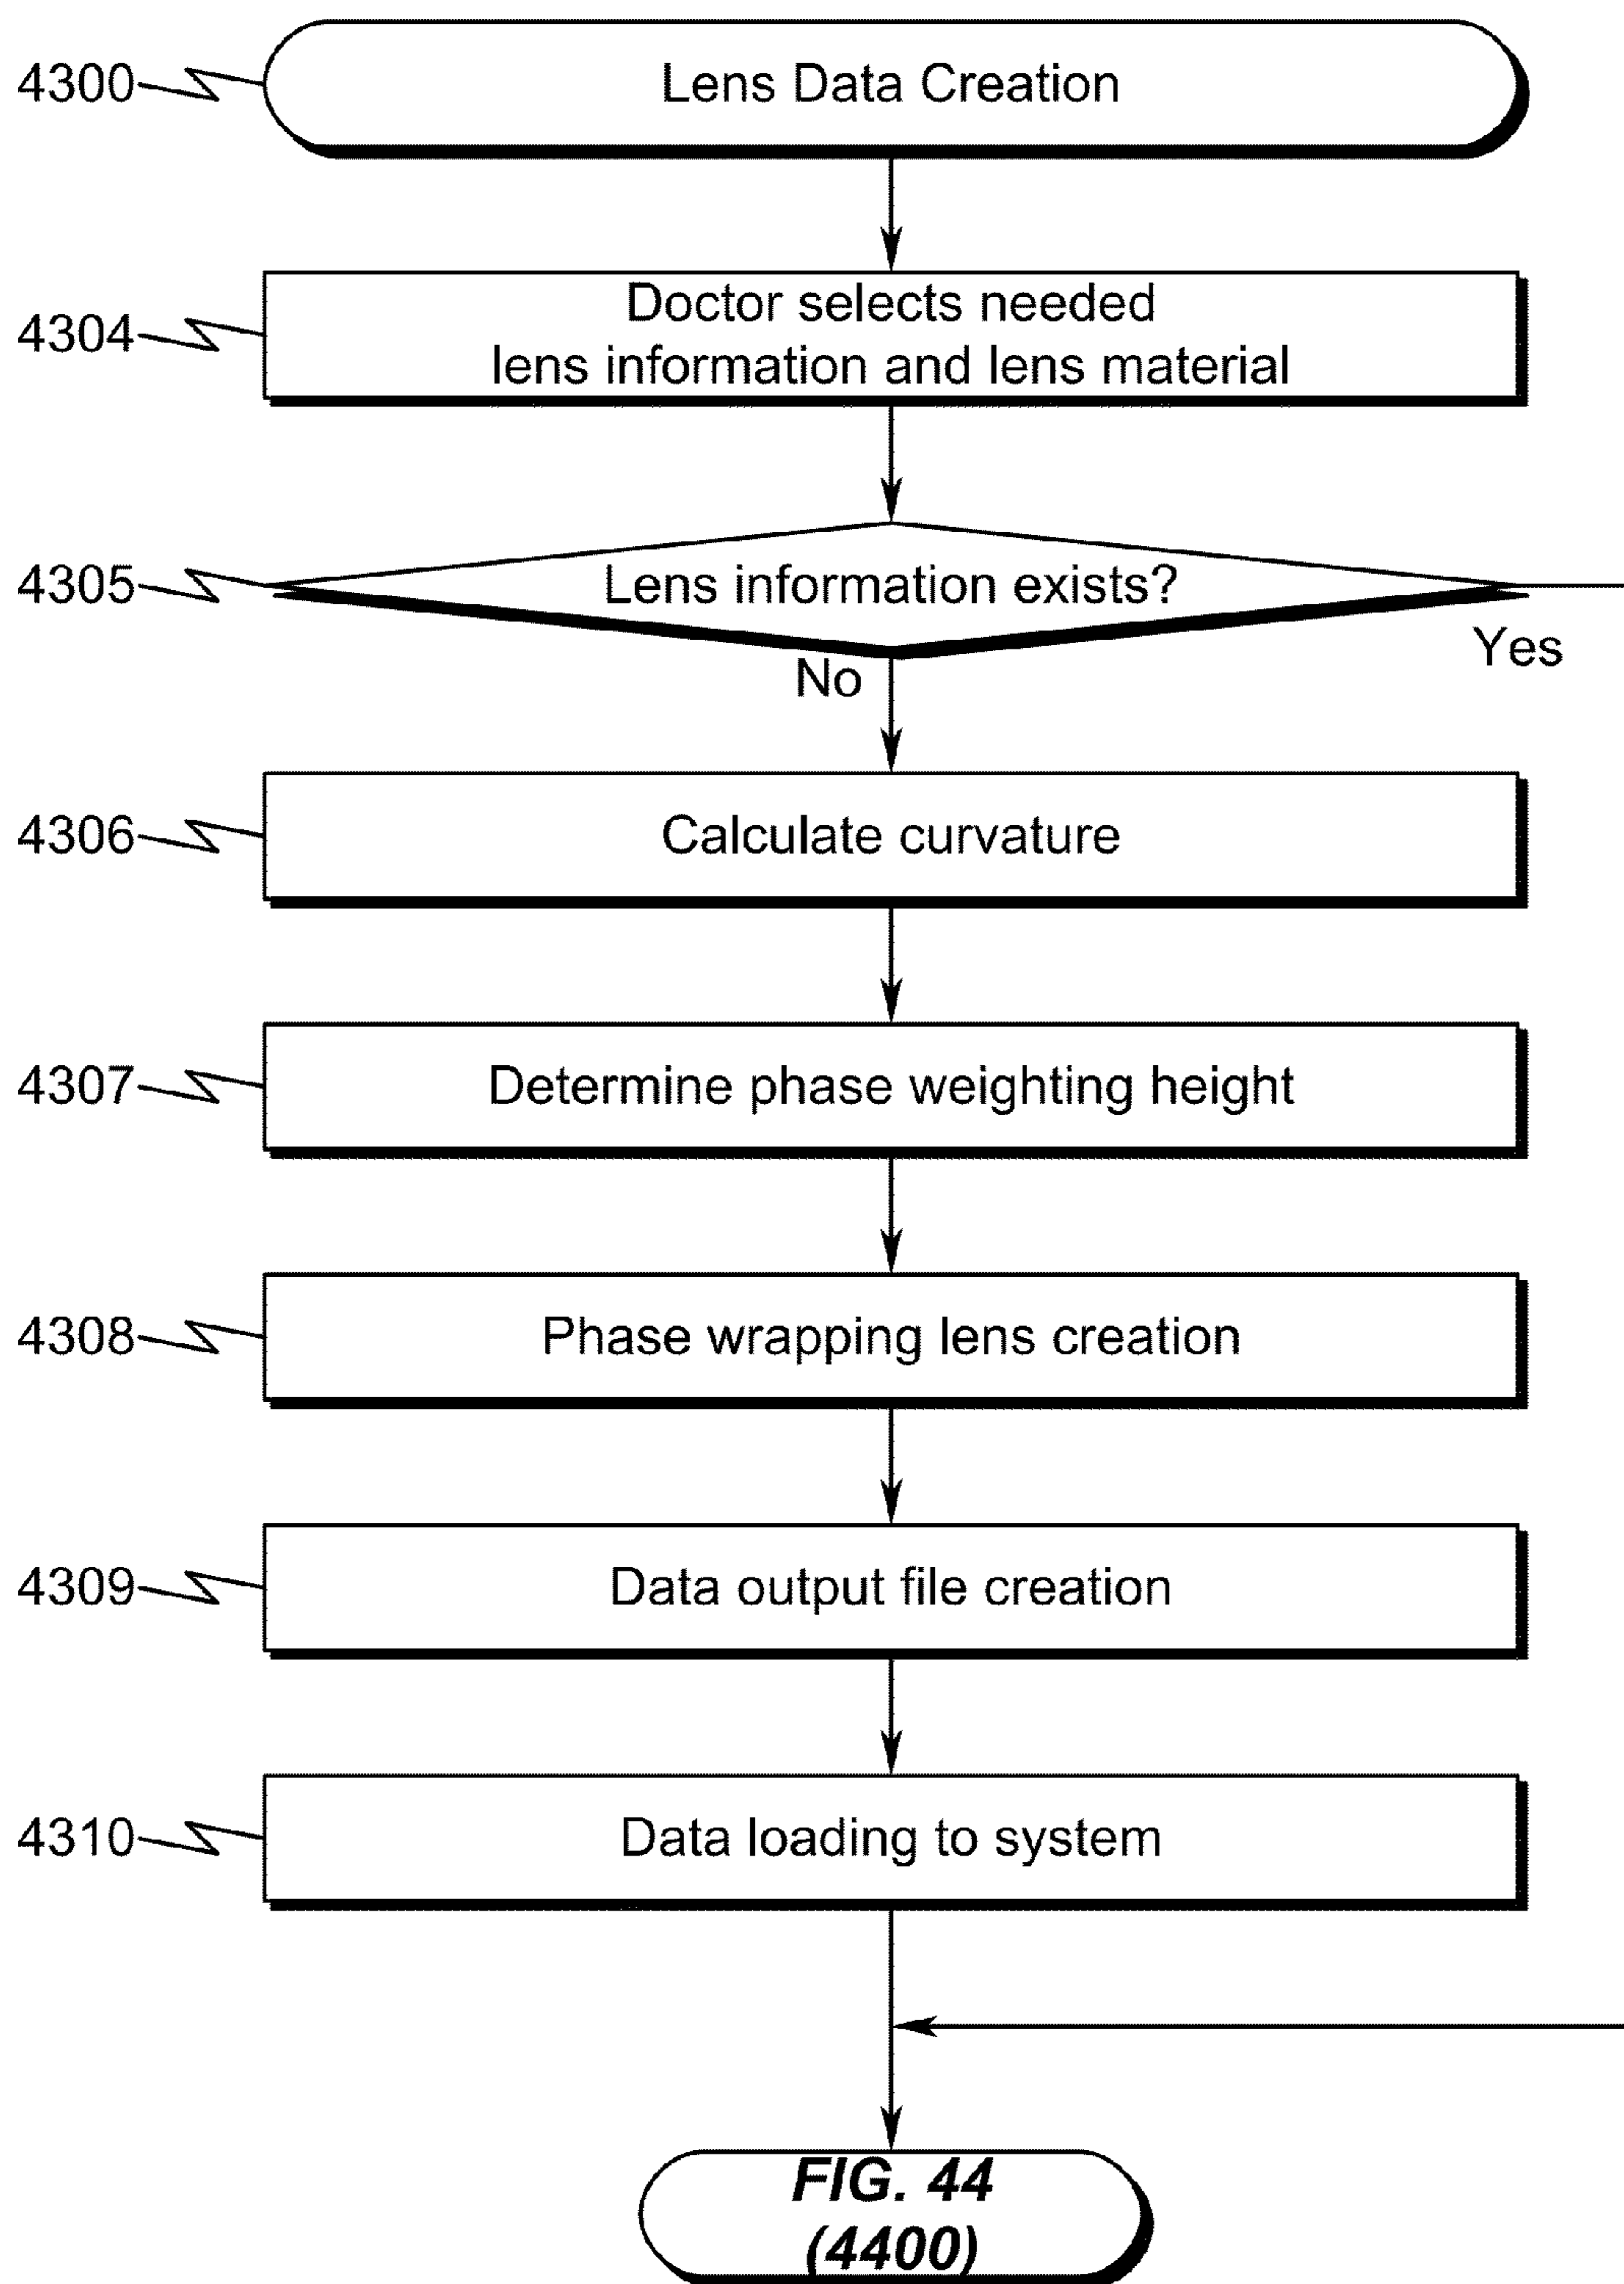 4300
Lens Data Creation
4304
Doctor selects needed
lens information and lens material
4305
Lens information exists?
Yes
No
4306
Calculate curvature
4307
Determine phase weighting height
4308
Phase wrapping lens creation
4309
Data output file creation
4310
Data loading to system
FIG. 44
(4400)